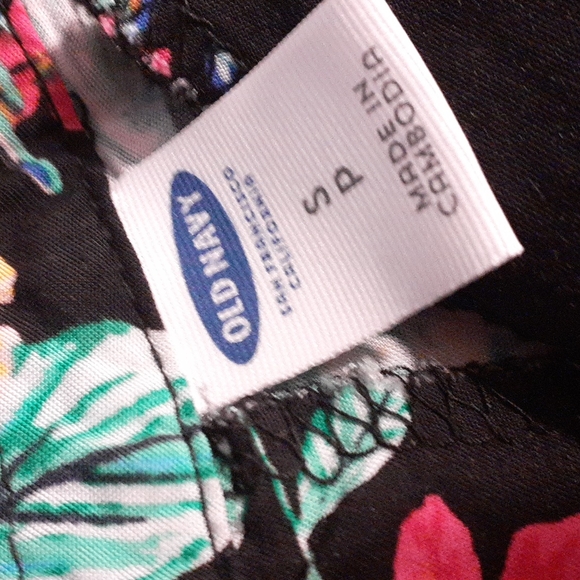 OLD NAVY
SAN FRANCISCO
CALIFORNIA
S
P
MADE IN
CAMBODIA